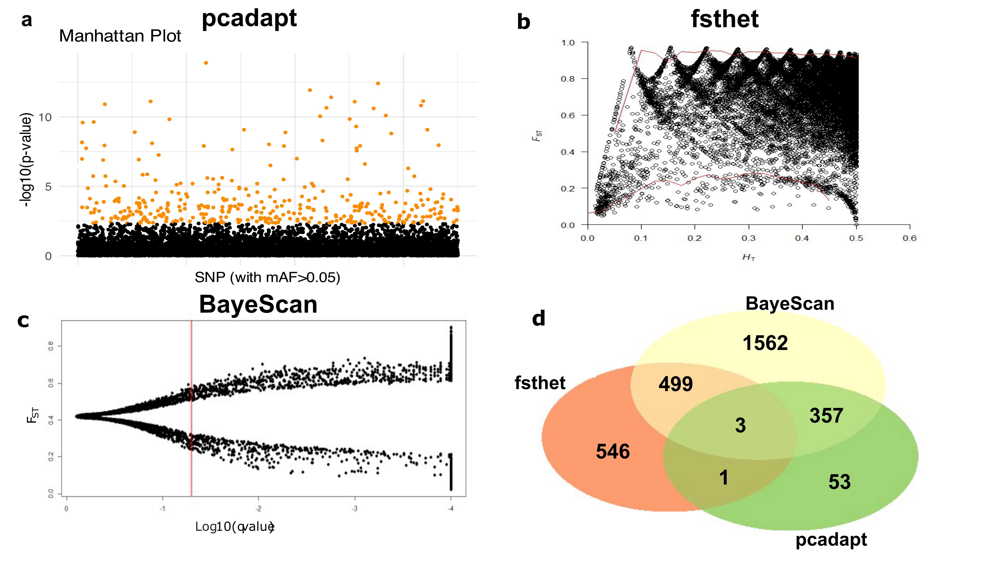 a
pcadapt
Manhattan Plot
-log10(p-value)
10
5
0
SNP (with mAF>0.05)
b
fsthet
1.0
0.8
0.6
0.4
0.2
0.0
FST
0.0 0.1 0.2 0.3 0.4 0.5 0.6
HT
c
BayeScan
0.8
0.6
0.4
0.2
0.0
FST
0 -1 -2 -3 -4
Log10(qvalue)
d
BayeScan
1562
fsthet
499
357
3
546
1
53
pcadapt